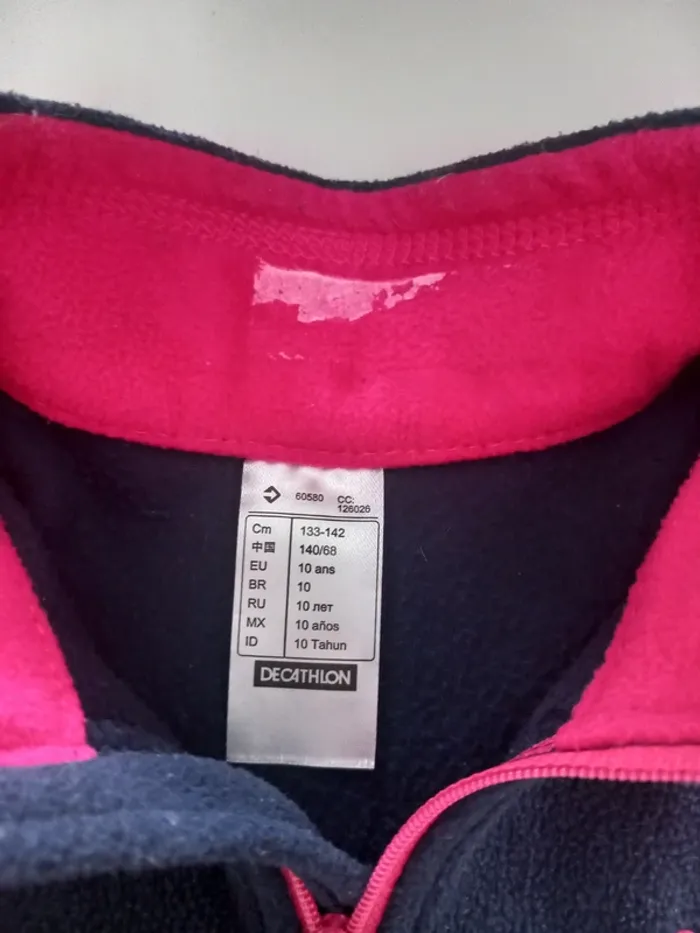 60580 CC:
126026
Cm 133-142
中国 140/68
EU 10 ans
BR 10
RU 10 лет
MX 10 años
ID 10 Tahun
DECATHLON